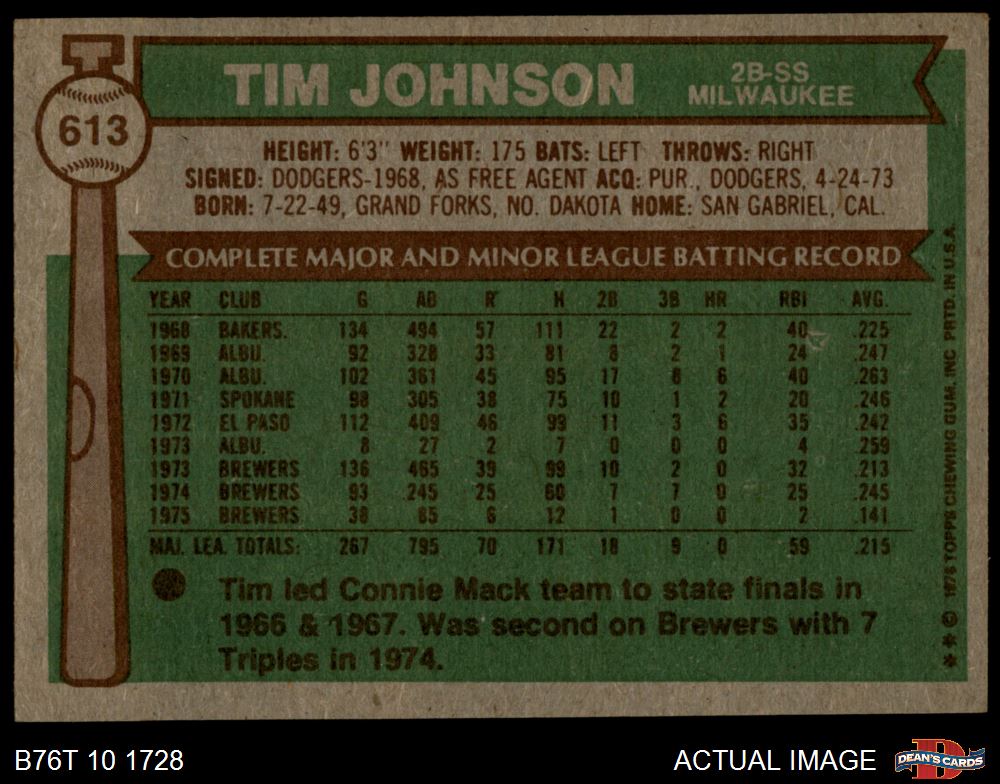 613
TIM JOHNSON
2B-SS
MILWAUKEE
HEIGHT: 6'3" WEIGHT: 175 BATS: LEFT THROWS: RIGHT
SIGNED: DODGERS-1968, AS FREE AGENT ACQ: PUR., DODGERS, 4-24-73
BORN: 7-22-49, GRAND FORKS, NO. DAKOTA HOME: SAN GABRIEL, CAL.
COMPLETE MAJOR AND MINOR LEAGUE BATTING RECORD
YEAR CLUB G AB R H 2B 3B HR RBI AVG.
1968 BAKERS. 134 494 57 111 22 2 2 40 .225
1969 ALBU. 92 328 33 81 8 2 1 24 .247
1970 ALBU. 102 361 45 95 17 8 6 40 .263
1971 SPOKANE 98 305 38 75 10 1 2 20 .246
1972 EL PASO 112 409 46 99 11 3 6 35 .242
1973 ALBU. 8 27 2 7 0 0 0 4 .259
1973 BREWERS 136 465 39 99 10 2 0 32 .213
1974 BREWERS 93 245 25 60 7 7 0 25 .245
1975 BREWERS 38 85 6 12 1 0 0 2 .141
MAJ. LEA. TOTALS: 267 795 70 171 18 9 0 59 .215
Tim led Connie Mack team to state finals in
1966 & 1967. Was second on Brewers with 7
Triples in 1974.
** © 1976 TOPPS CHEWING GUM, INC PRTD. IN U.S.A.
B76T 10 1728
ACTUAL IMAGE
D
DEAN'S CARDS